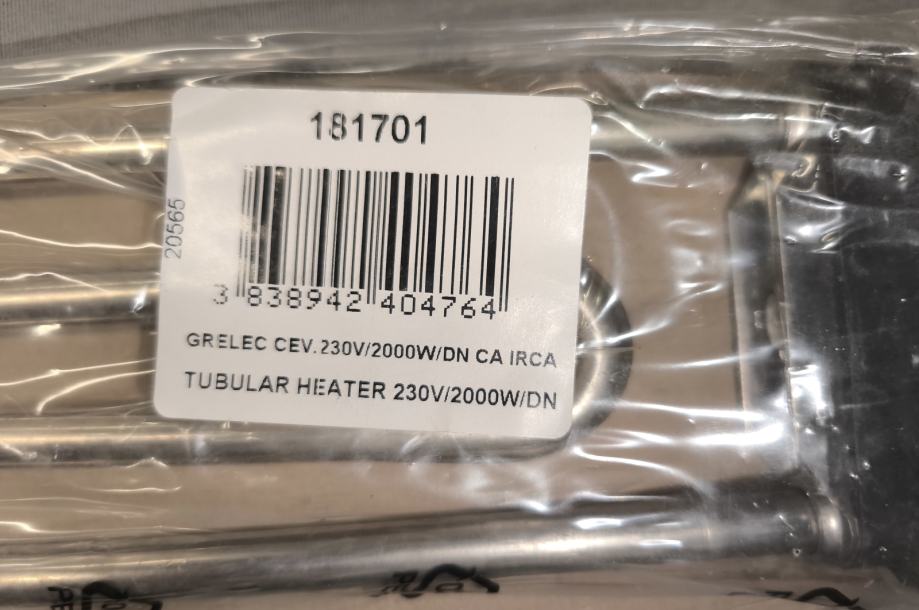 181701
20565
3 838942 404764
GRELEC CEV.230V/2000W/DN CA IRCA
TUBULAR HEATER 230V/2000W/DN